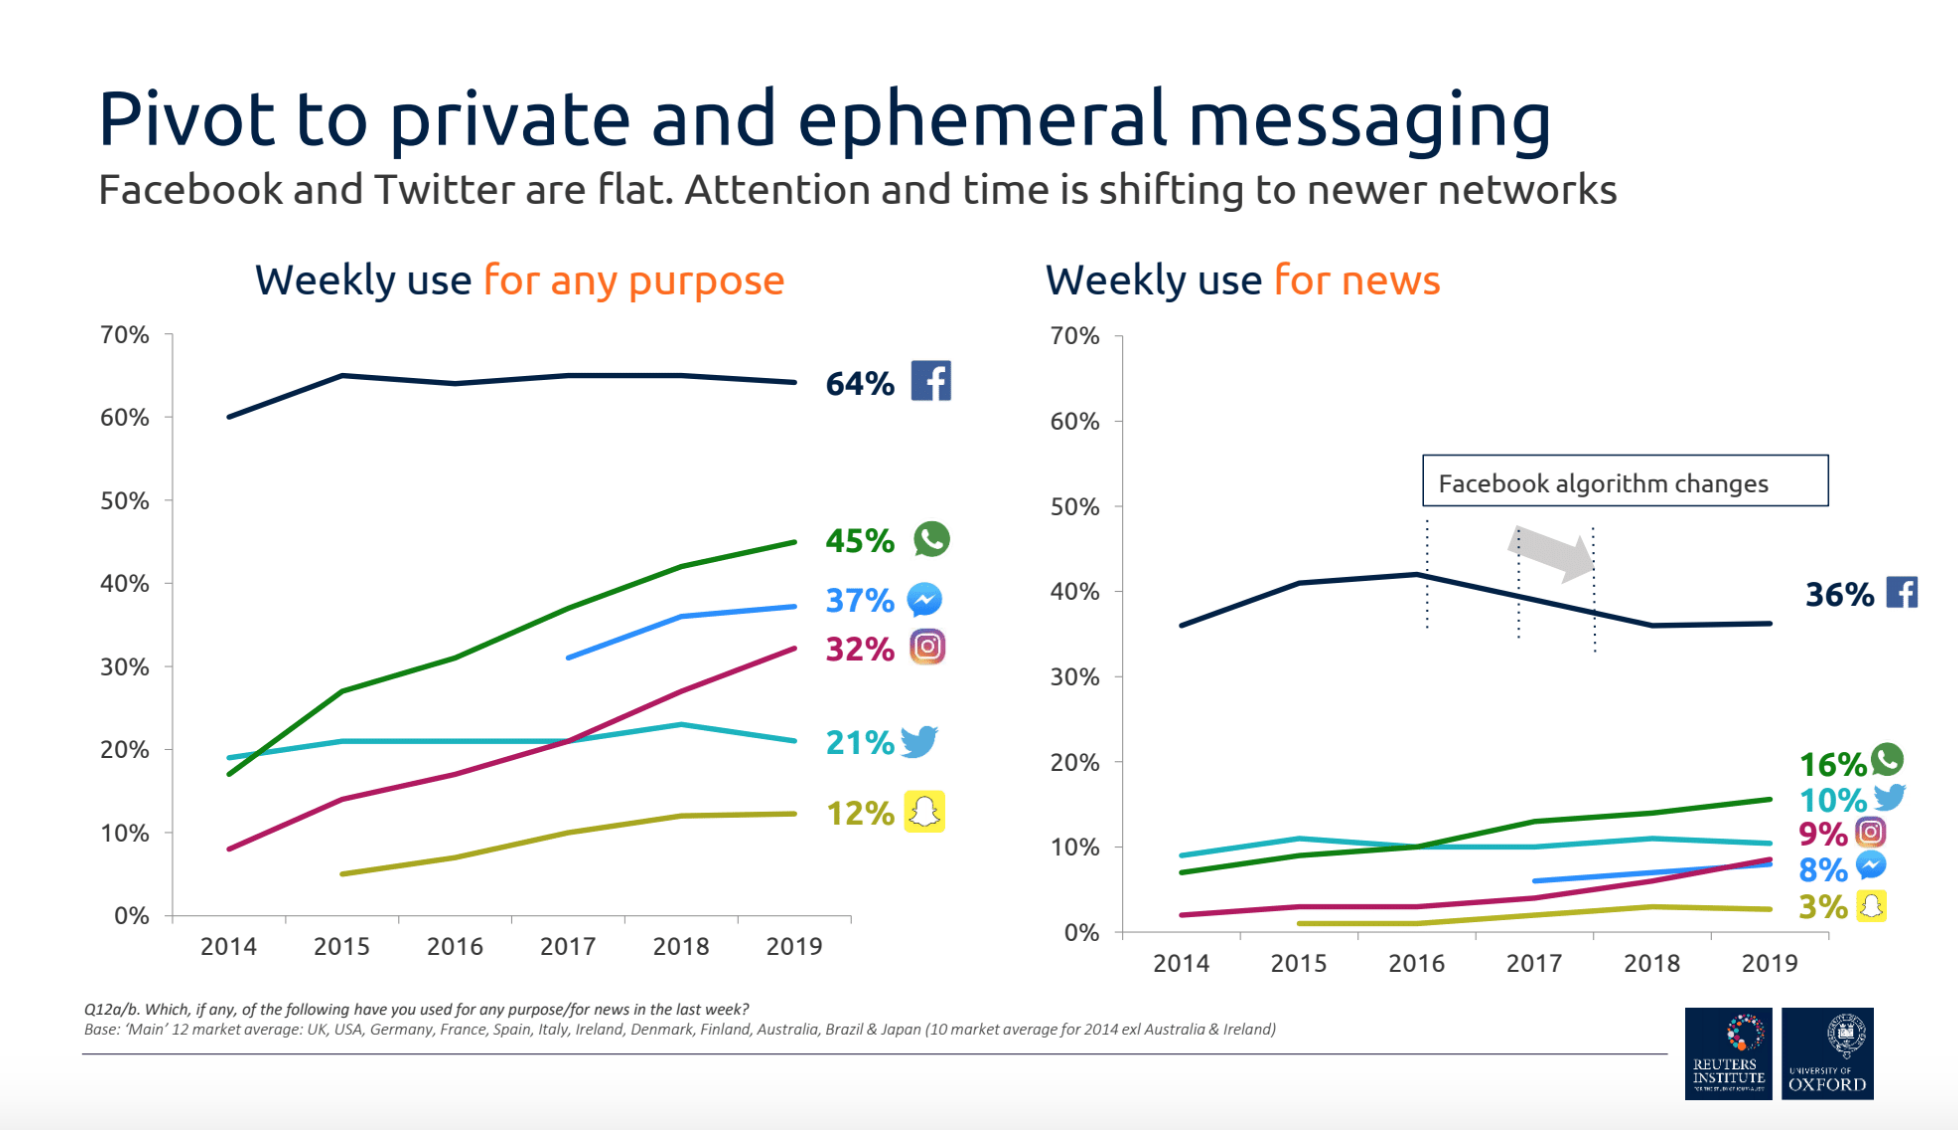 Pivot to private and ephemeral messaging
Facebook and Twitter are flat. Attention and time is shifting to newer networks
Weekly use for any purpose
70%
60%
50%
40%
30%
20%
10%
0%
2014 2015 2016 2017 2018 2019
64%
45%
37%
32%
21%
12%
Weekly use for news
70%
60%
50%
40%
30%
20%
10%
0%
2014 2015 2016 2017 2018 2019
Facebook algorithm changes
36%
16%
10%
9%
8%
3%
Q12a/b. Which, if any, of the following have you used for any purpose/for news in the last week?
Base: ‘Main’ 12 market average: UK, USA, Germany, France, Spain, Italy, Ireland, Denmark, Finland, Australia, Brazil & Japan (10 market average for 2014 exl Australia & Ireland)
REUTERS
INSTITUTE
UNIVERSITY OF
OXFORD